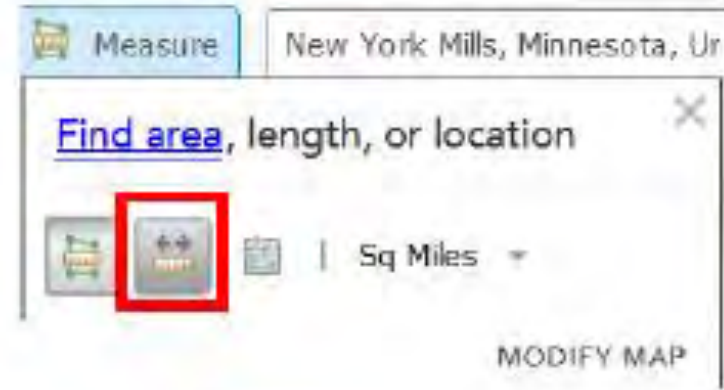 Measure New York Mills, Minnesota, Ur
Find area, length, or location
| Sq Miles
MODIFY MAP